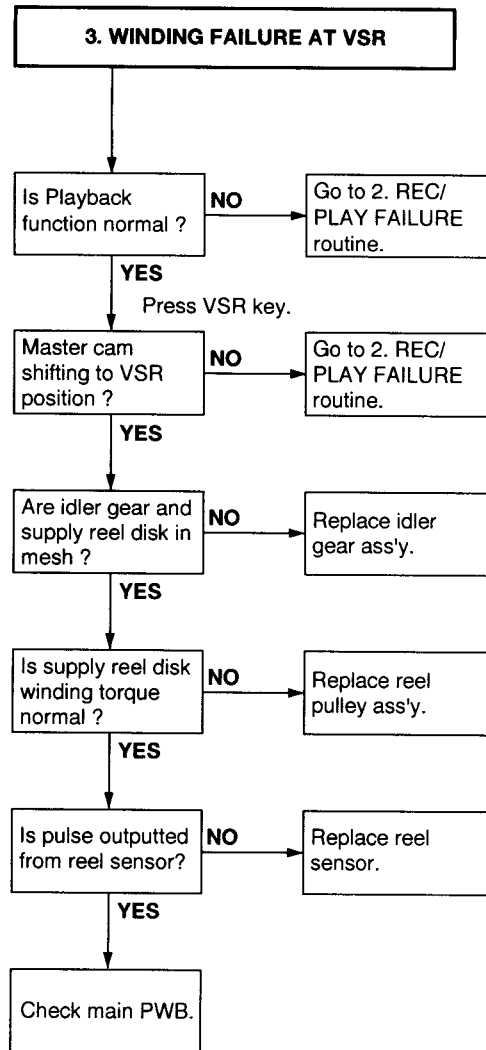 3. WINDING FAILURE AT VSR
Is Playback
function normal ?
NO
Go to 2. REC/
PLAY FAILURE
routine.
YES
Press VSR key.
Master cam
shifting to VSR
position ?
NO
Go to 2. REC/
PLAY FAILURE
routine.
YES
Are idler gear and
supply reel disk in
mesh ?
NO
Replace idler
gear ass'y.
YES
Is supply reel disk
winding torque
normal ?
NO
Replace reel
pulley ass'y.
YES
Is pulse outputted
from reel sensor?
NO
Replace reel
sensor.
YES
Check main PWB.